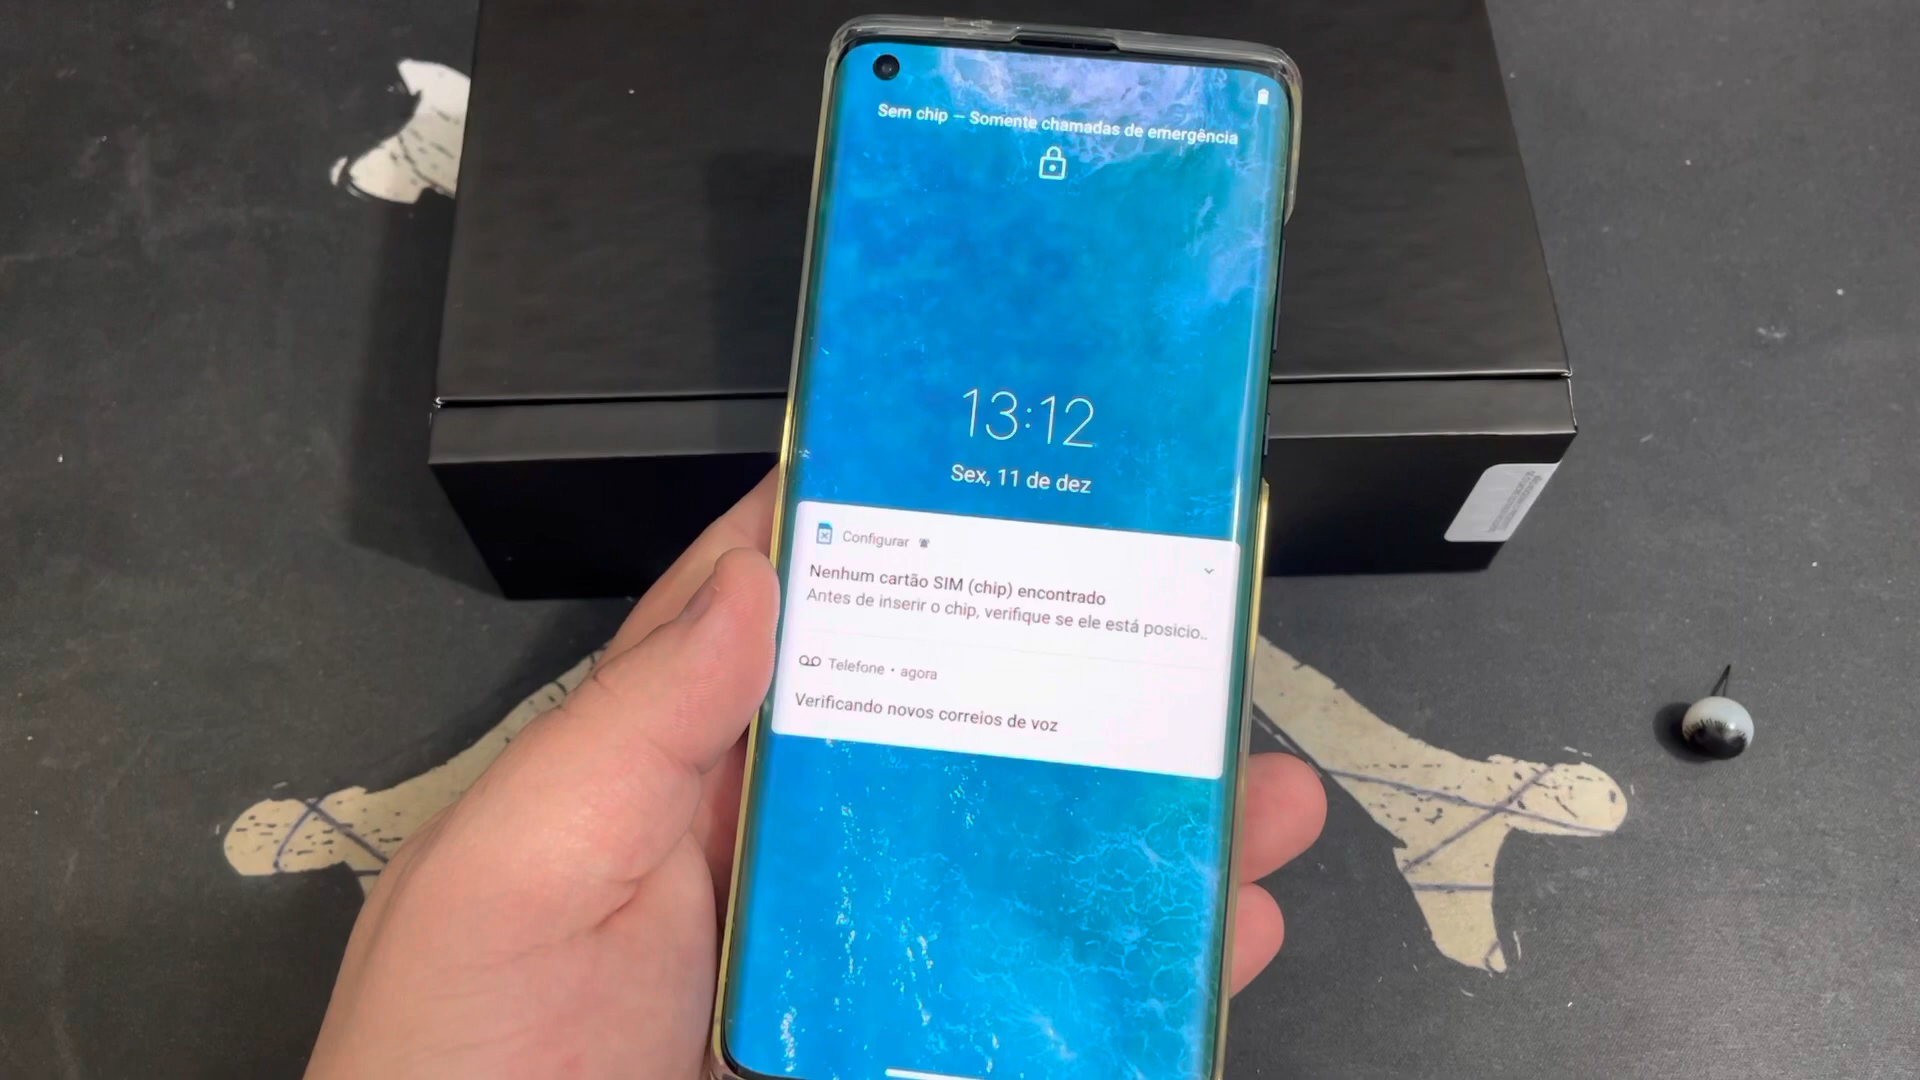 Sem chip — Somente chamadas de emergência
13:12
Sex, 11 de dez
Configurar
Nenhum cartão SIM (chip) encontrado
Antes de inserir o chip, verifique se ele está posicio..
Telefone • agora
Verificando novos correios de voz